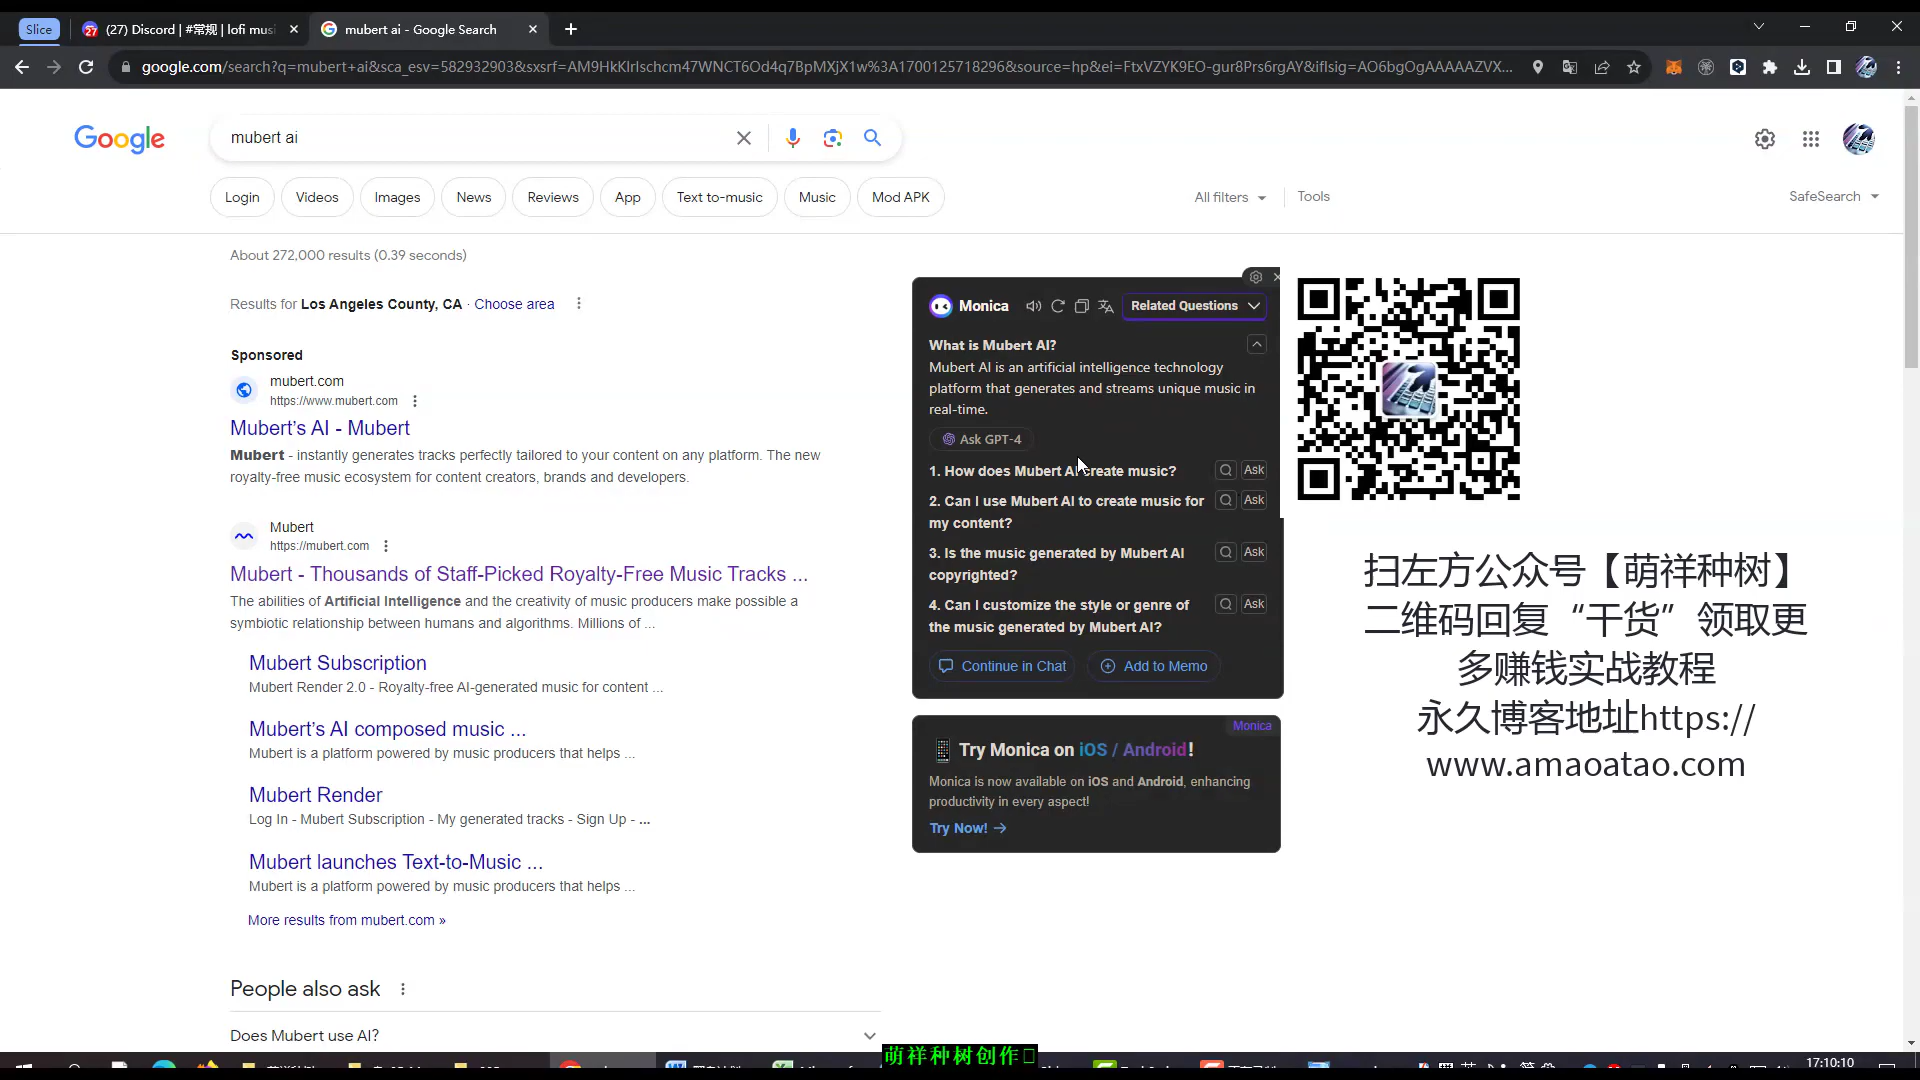 Slice
(27) Discord | #常规 | lofi mus
mubert ai - Google Search
google.com/search?q=mubert+ai&sca_esv=582932903&sxsrf=AM9HkKlrlschcm47WNCT6Od4q7BpMXjX1w%3A1700125718296&source=hp&ei=FtxVZYK9EO-gur8Prs6rgAY&iflsig=AO6bgOgAAAAAZVX...
Google
mubert ai
Login
Videos
Images
News
Reviews
App
Text to-music
Music
Mod APK
All filters
Tools
SafeSearch
About 272,000 results (0.39 seconds)
Results for Los Angeles County, CA · Choose area
Sponsored
mubert.com
https://www.mubert.com
Mubert's AI - Mubert
Mubert - instantly generates tracks perfectly tailored to your content on any platform. The new
royalty-free music ecosystem for content creators, brands and developers.
Mubert
https://mubert.com
Mubert - Thousands of Staff-Picked Royalty-Free Music Tracks ...
The abilities of Artificial Intelligence and the creativity of music producers make possible a
symbiotic relationship between humans and algorithms. Millions of ...
Mubert Subscription
Mubert Render 2.0 - Royalty-free AI-generated music for content ...
Mubert's AI composed music ...
Mubert is a platform powered by music producers that helps ...
Mubert Render
Log In - Mubert Subscription - My generated tracks - Sign Up - ...
Mubert launches Text-to-Music ...
Mubert is a platform powered by music producers that helps ...
More results from mubert.com »
People also ask
Does Mubert use AI?
Monica
Related Questions
What is Mubert AI?
Mubert AI is an artificial intelligence technology
platform that generates and streams unique music in
real-time.
Ask GPT-4
1. How does Mubert AI create music?
Ask
2. Can I use Mubert AI to create music for
my content?
Ask
3. Is the music generated by Mubert AI
copyrighted?
Ask
4. Can I customize the style or genre of
the music generated by Mubert AI?
Ask
Continue in Chat
Add to Memo
Monica
Try Monica on iOS / Android!
Monica is now available on iOS and Android, enhancing
productivity in every aspect!
Try Now! →
扫左方公众号【萌祥种树】
二维码回复“干货”领取更
多赚钱实战教程
永久博客地址https://
www.amaoatao.com
萌祥种树创作
17:10:10